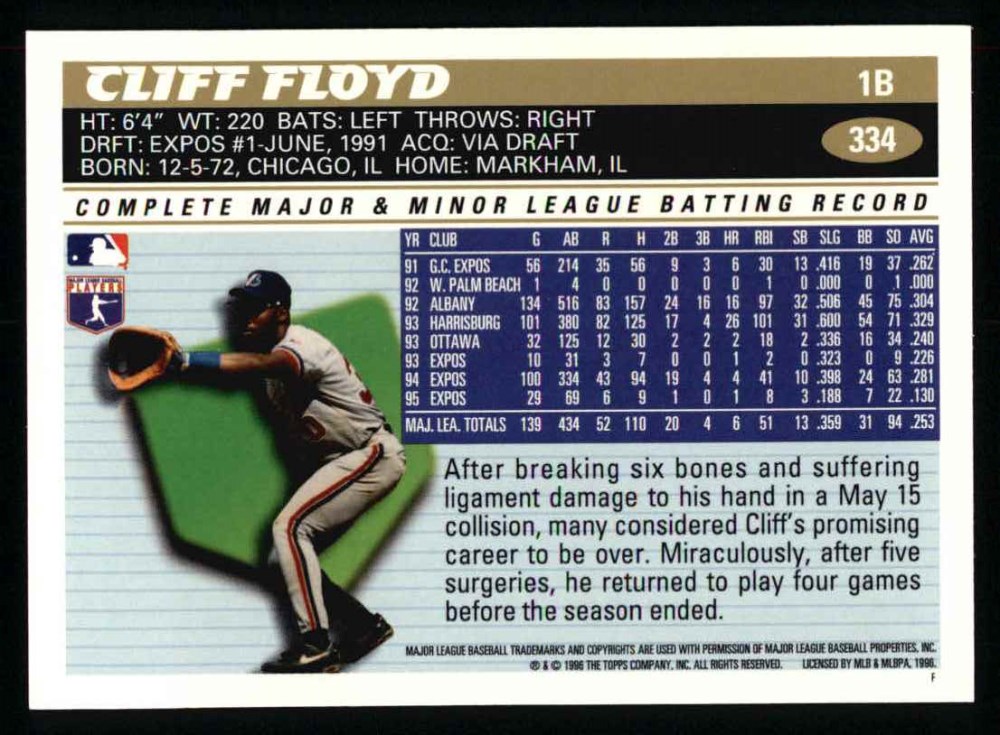 CLIFF FLOYD 1B
HT: 6'4" WT: 220 BATS: LEFT THROWS: RIGHT
DRFT: EXPOS #1-JUNE, 1991 ACQ: VIA DRAFT
BORN: 12-5-72, CHICAGO, IL HOME: MARKHAM, IL
334
COMPLETE MAJOR & MINOR LEAGUE BATTING RECORD
YR CLUB G AB R H 2B 3B HR RBI SB SLG BB SO AVG
91 G.C. EXPOS 56 214 35 56 9 3 6 30 13 .416 19 37 .262
92 W. PALM BEACH 1 4 0 0 0 0 0 1 0 .000 0 .1 .000
92 ALBANY 134 516 83 157 24 16 16 97 32 .506 45 75 .304
93 HARRISBURG 101 380 82 125 17 4 26 101 31 .600 54 71 .329
93 OTTAWA 32 125 12 30 2 2 2 18 2 .336 16 34 .240
93 EXPOS 10 31 3 7 0 0 1 2 0 .323 0 9 .226
94 EXPOS 100 334 43 94 19 4 4 41 10 .398 24 63 .281
95 EXPOS 29 69 6 9 1 0 1 8 3 .188 7 22 .130
MAJ. LEA. TOTALS 139 434 52 110 20 4 6 51 13 .359 31 94 .253
PLAYERS
After breaking six bones and suffering
ligament damage to his hand in a May 15
collision, many considered Cliff's promising
career to be over. Miraculously, after five
surgeries, he returned to play four games
before the season ended.
MAJOR LEAGUE BASEBALL TRADEMARKS AND COPYRIGHTS ARE USED WITH PERMISSION OF MAJOR LEAGUE BASEBALL PROPERTIES, INC.
® & © 1996 THE TOPPS COMPANY, INC. ALL RIGHTS RESERVED. LICENSED BY MLB & MLBPA, 1996.
F